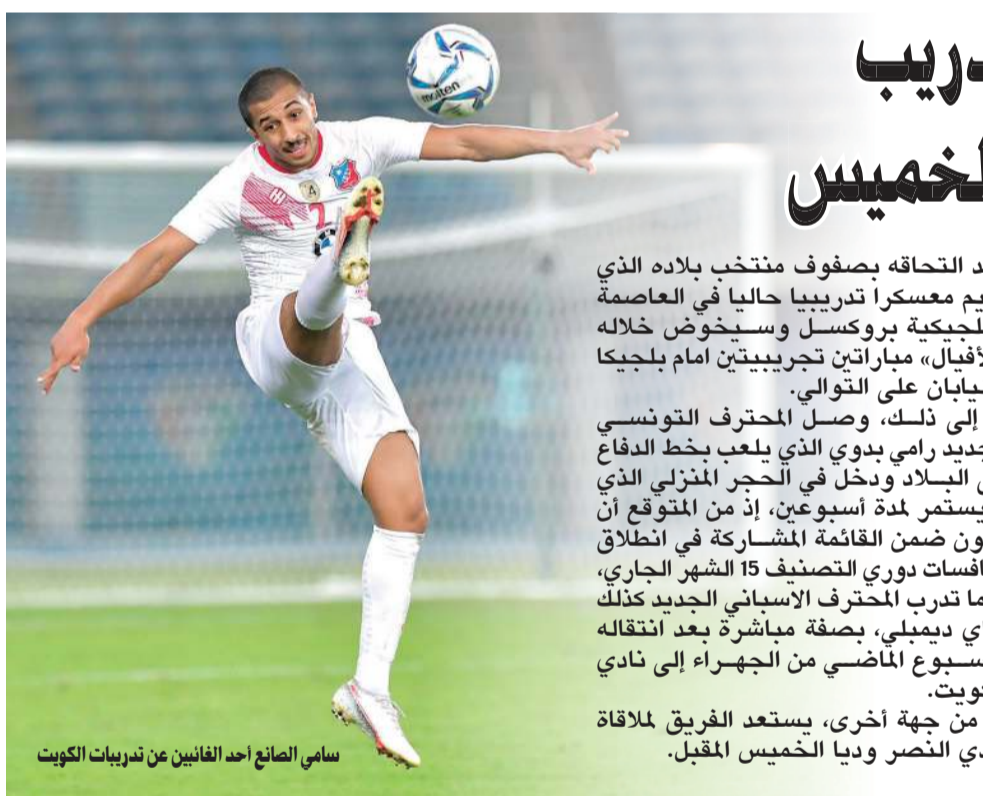 دريب
لخميس
د التحاقه بصفوف منتخب بلاده الذي
يم معسكرا تدريبيا حاليا في العاصمة
لجيكية بروكسل وسيخوض خلاله
لأفيال» مباراتين تجريبيتين امام بلجيكا
يابان على التوالي.
إلى ذلك، وصل المحترف التونسي
جديد رامي بدوي الذي يلعب بخط الدفاع
ى البلاد ودخل في الحجر المنزلي الذي
يستمر لمدة أسبوعين، إذ من المتوقع أن
ون ضمن القائمة المشاركة في انطلاق
افسات دوري التصنيف 15 الشهر الجاري،
ما تدرب المحترف الاسباني الجديد كذلك
اي ديمبلي، بصفة مباشرة بعد انتقاله
سبوع الماضي من الجهراء إلى نادي
كويت.
من جهة أخرى، يستعد الفريق لملاقاة
دي النصر وديا الخميس المقبل.
molten
A
7
سامي الصانع أحد الغائبين عن تدريبات الكويت